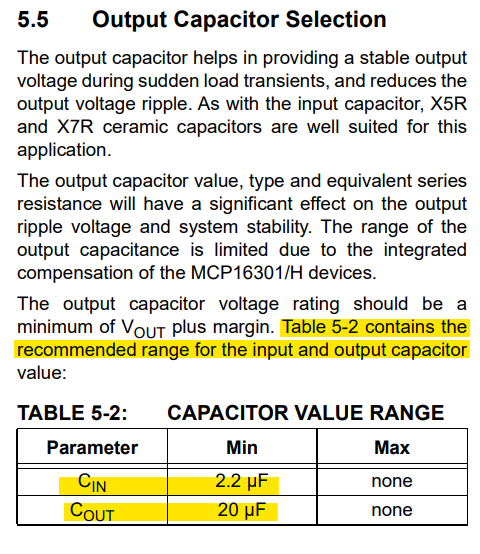 5.5 Output Capacitor Selection
The output capacitor helps in providing a stable output
voltage during sudden load transients, and reduces the
output voltage ripple. As with the input capacitor, X5R
and X7R ceramic capacitors are well suited for this
application.
The output capacitor value, type and equivalent series
resistance will have a significant effect on the output
ripple voltage and system stability. The range of the
output capacitance is limited due to the integrated
compensation of the MCP16301/H devices.
The output capacitor voltage rating should be a
minimum of VOUT plus margin. Table 5-2 contains the
recommended range for the input and output capacitor
value:
TABLE 5-2: CAPACITOR VALUE RANGE
Parameter Min Max
CIN 2.2 µF none
COUT 20 µF none